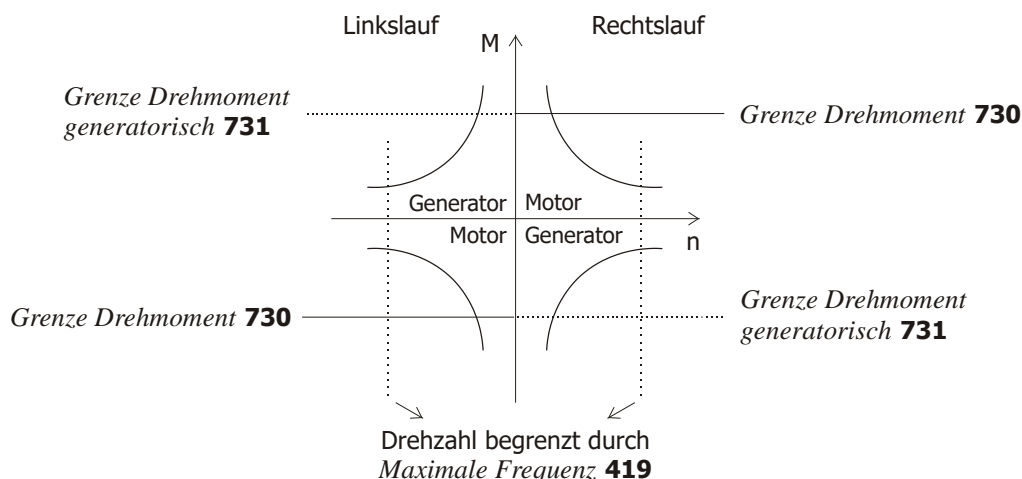 Linkslauf
Rechtslauf
M
Grenze Drehmoment
generatorisch 731
Grenze Drehmoment 730
Generator
Motor
Motor
Generator
n
Grenze Drehmoment 730
Grenze Drehmoment
generatorisch 731
Drehzahl begrenzt durch
Maximale Frequenz 419